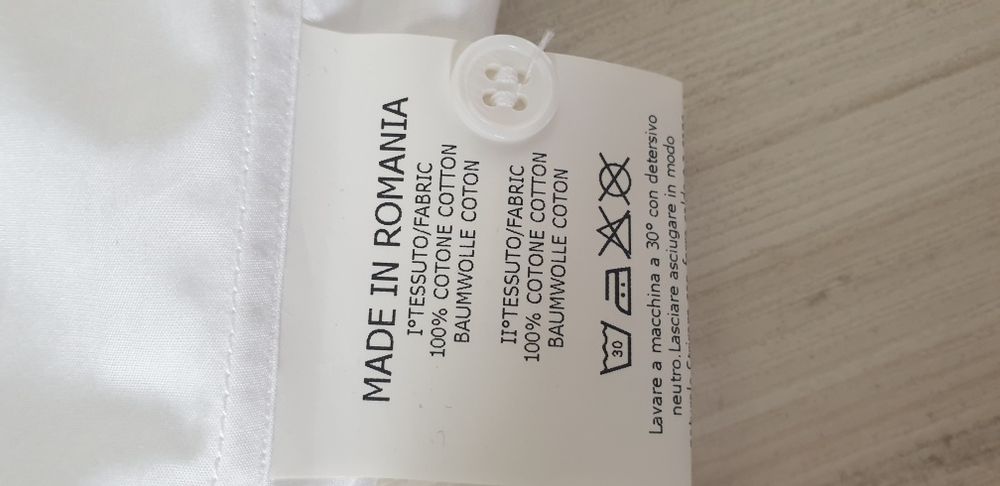 MADE IN ROMANIA
I°TESSUTO/FABRIC
100% COTONE COTTON
BAUMWOLLE COTON
II°TESSUTO/FABRIC
100% COTONE COTTON
BAUMWOLLE COTON
30
Lavare a macchina a 30° con detersivo
neutro.Lasciare asciugare in modo